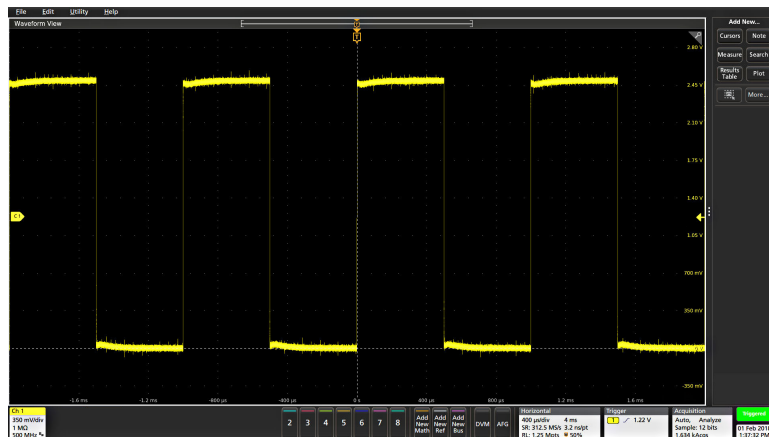 File Edit Utility Help
Waveform View
Add New...
Cursors Note
Measure Search
Results Table Plot
More...
T
2.80 V
2.45 V
2.10 V
1.75 V
1.40 V
C1
1.05 V
700 mV
350 mV
-350 mV
-1.6 ms -1.2 ms -800 µs -400 µs 0 s 400 µs 800 µs 1.2 ms 1.6 ms
Ch 1
350 mV/div
1 MΩ
500 MHz
2 3 4 5 6 7 8
Add New Math
Add New Ref
Add New Bus
DVM AFG
Horizontal
400 µs/div 4 ms
SR: 312.5 MS/s 3.2 ns/pt
RL: 1.25 Mpts 50%
Trigger
1 1.22 V
Acquisition
Auto, Analyze
Sample: 12 bits
1.634 kAcqs
Triggered
01 Feb 2018
1:37:32 PM